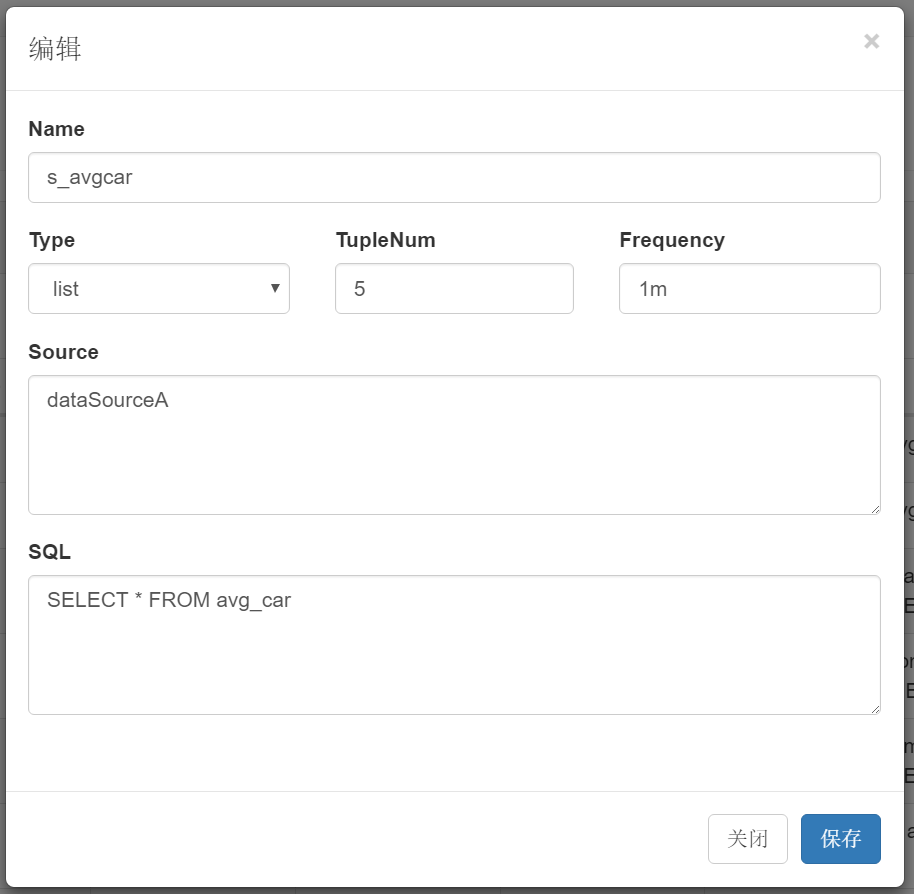 编辑
×
Name
s_avgcar
Type TupleNum Frequency
list 5 1m
Source
dataSourceA
SQL
SELECT * FROM avg_car
关闭 保存